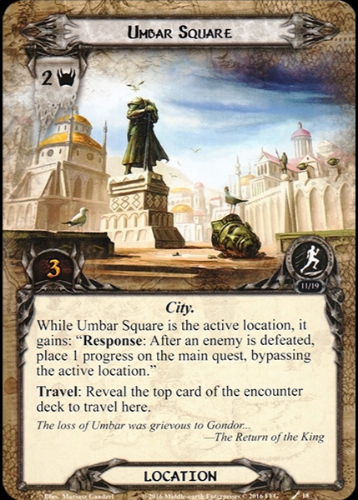 UMBAR SQUARE
2
3
11/19
City.
While Umbar Square is the active location, it
gains: “Response: After an enemy is defeated,
place 1 progress on the main quest, bypassing
the active location.”
Travel: Reveal the top card of the encounter
deck to travel here.
The loss of Umbar was grievous to Gondor...
—The Return of the King
LOCATION
©2016 Middle-earth Enterprises